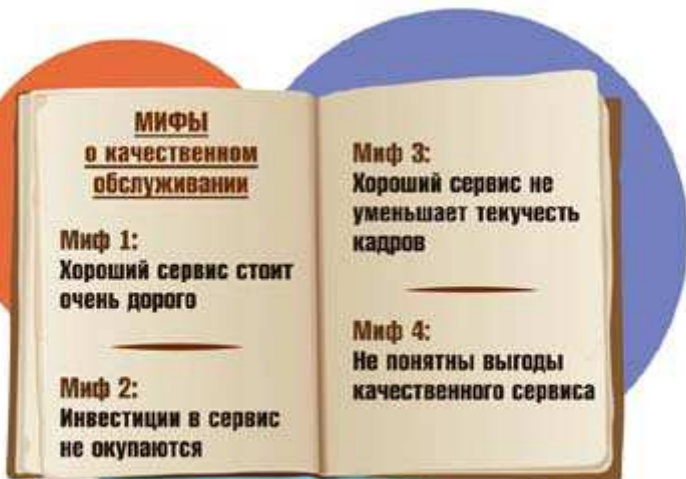 МИФЫ
о качественном
обслуживании
Миф 1:
Хороший сервис стоит
очень дорого
Миф 2:
Инвестиции в сервис
не окупаются
Миф 3:
Хороший сервис не
уменьшает текучесть
кадров
Миф 4:
Не понятны выгоды
качественного сервиса